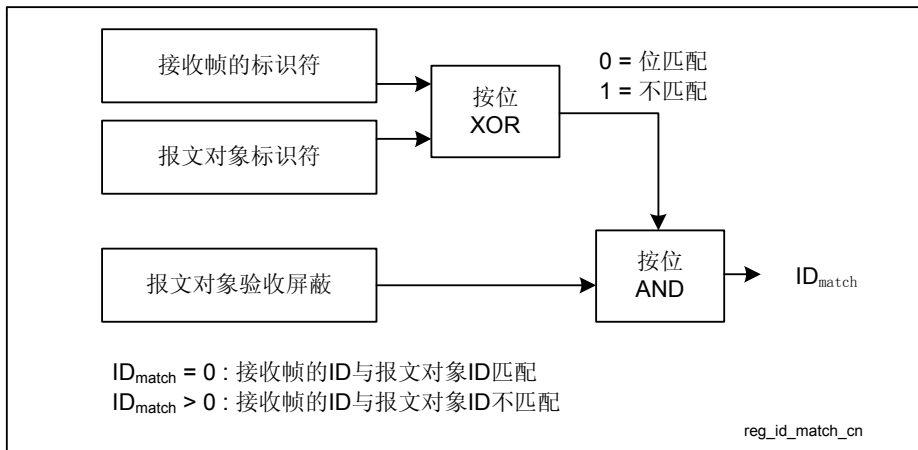 接收帧的标识符
报文对象标识符
按位
XOR
0 = 位匹配
1 = 不匹配
报文对象验收屏蔽
按位
AND
IDmatch
IDmatch = 0 : 接收帧的ID与报文对象ID匹配
IDmatch > 0 : 接收帧的ID与报文对象ID不匹配
reg_id_match_cn